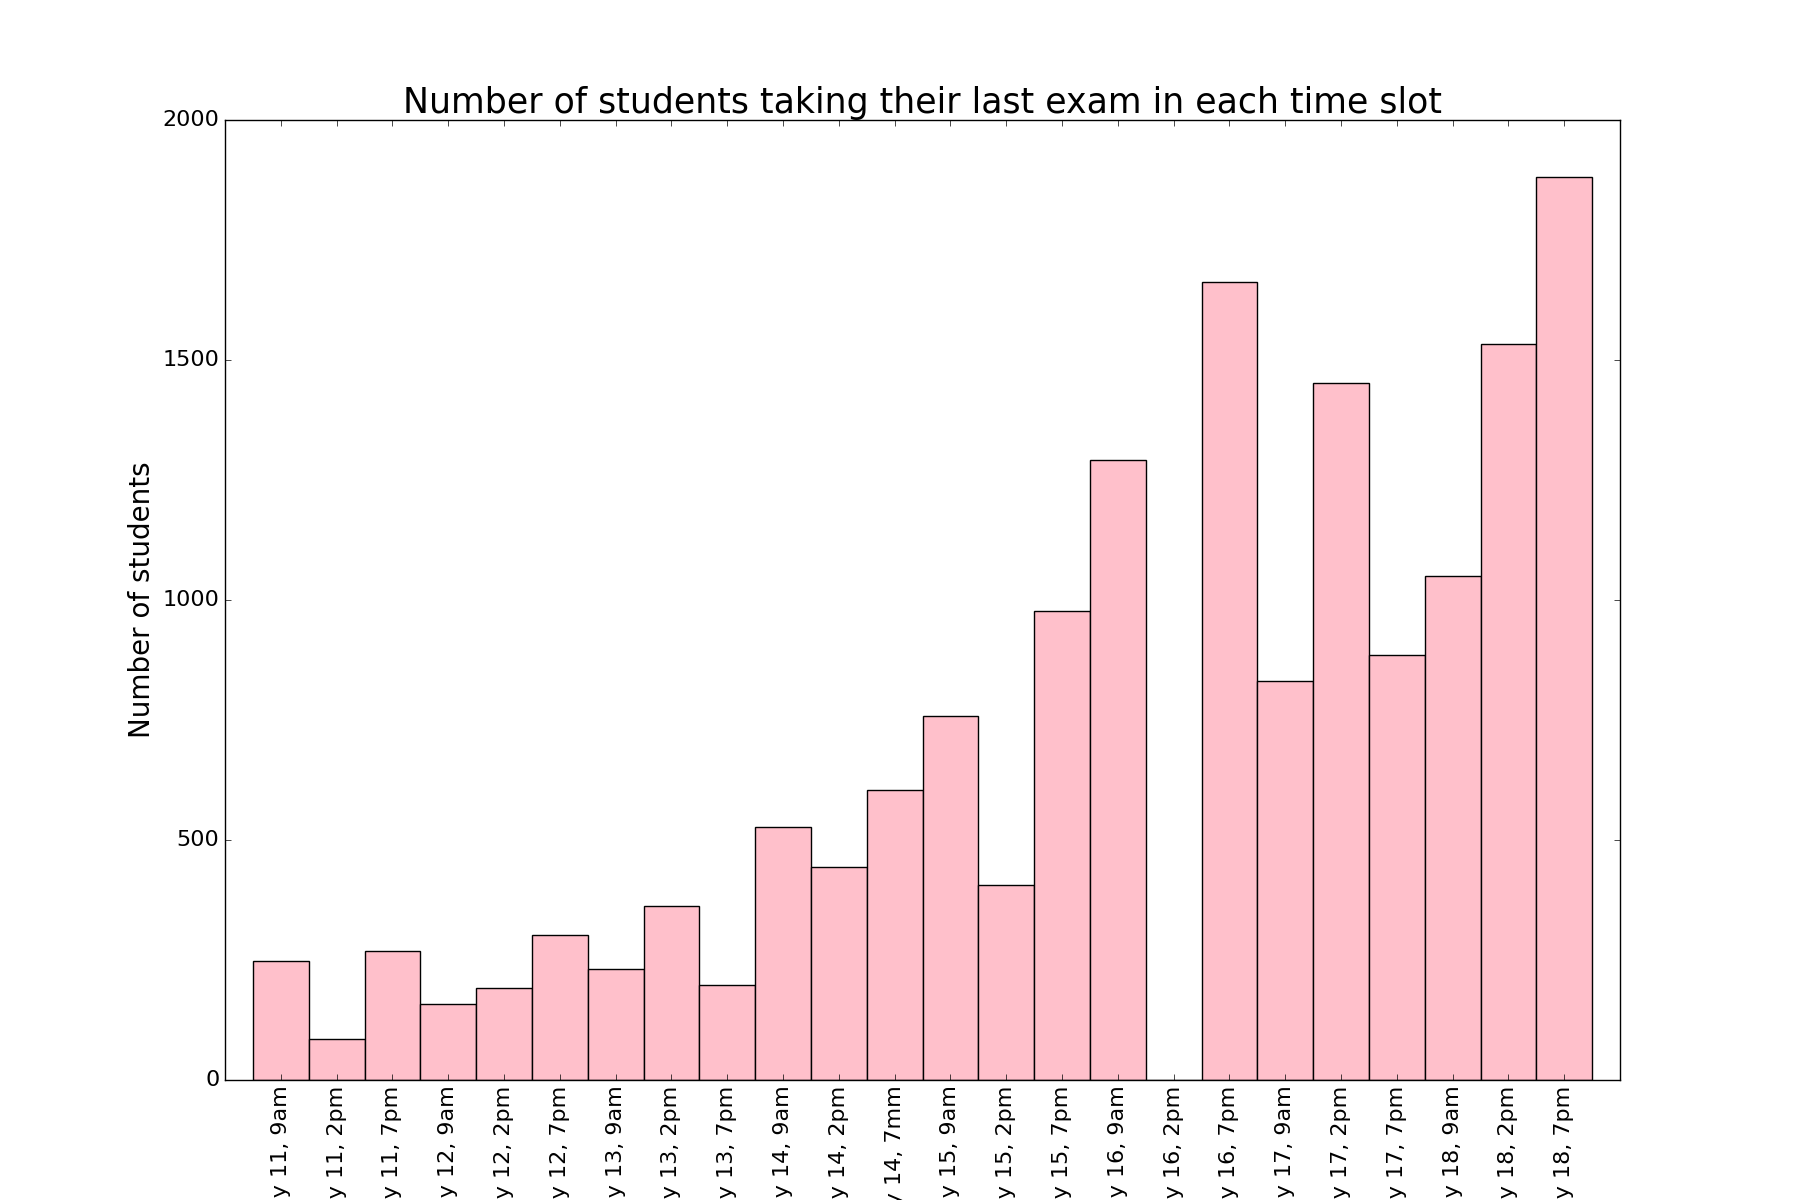 Number of students taking their last exam in each time slot
Number of students
2000
1500
1000
500
0
y 11, 9am
y 11, 2pm
y 11, 7pm
y 12, 9am
y 12, 2pm
y 12, 7pm
y 13, 9am
y 13, 2pm
y 13, 7pm
y 14, 9am
y 14, 2pm
y 14, 7mm
y 15, 9am
y 15, 2pm
y 15, 7pm
y 16, 9am
y 16, 2pm
y 16, 7pm
y 17, 9am
y 17, 2pm
y 17, 7pm
y 18, 9am
y 18, 2pm
y 18, 7pm